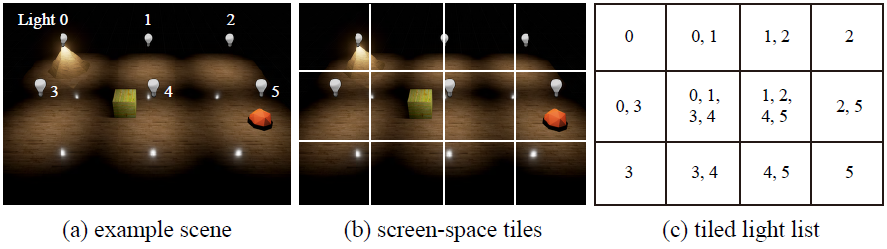 Light 0 1 2
3 4 5
(a) example scene
(b) screen-space tiles
0 0, 1 1, 2 2
0, 3 0, 1, 3, 4 1, 2, 4, 5 2, 5
3 3, 4 4, 5 5
(c) tiled light list